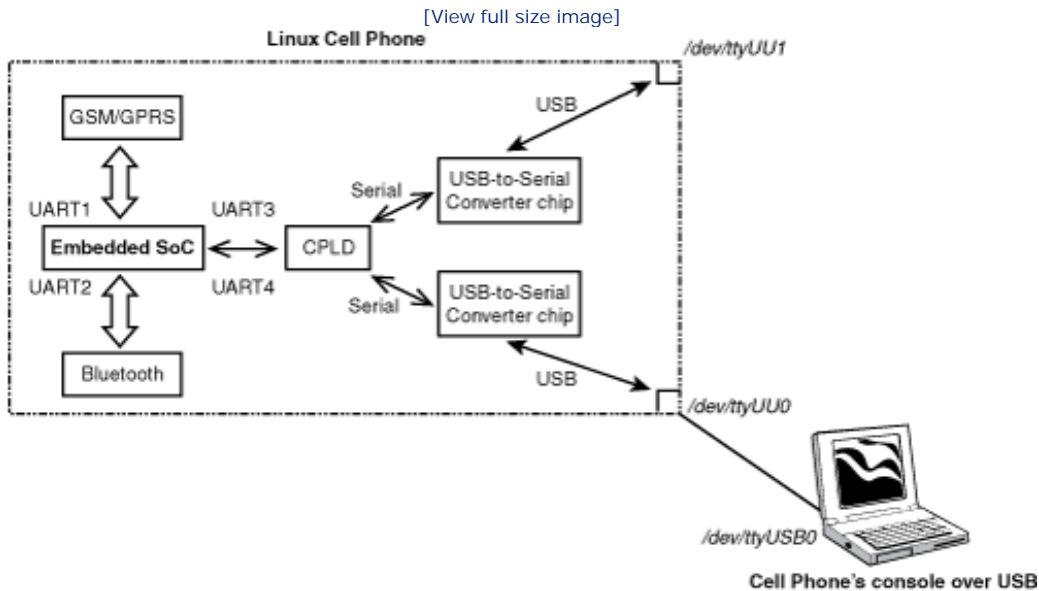 [View full size image]
Linux Cell Phone
/dev/ttyUU1
USB
GSM/GPRS
USB-to-Serial
Converter chip
Serial
UART1
UART3
Embedded SoC
CPLD
UART2
UART4
Serial
USB-to-Serial
Converter chip
Bluetooth
USB
/dev/ttyUU0
/dev/ttyUSB0
Cell Phone's console over USB